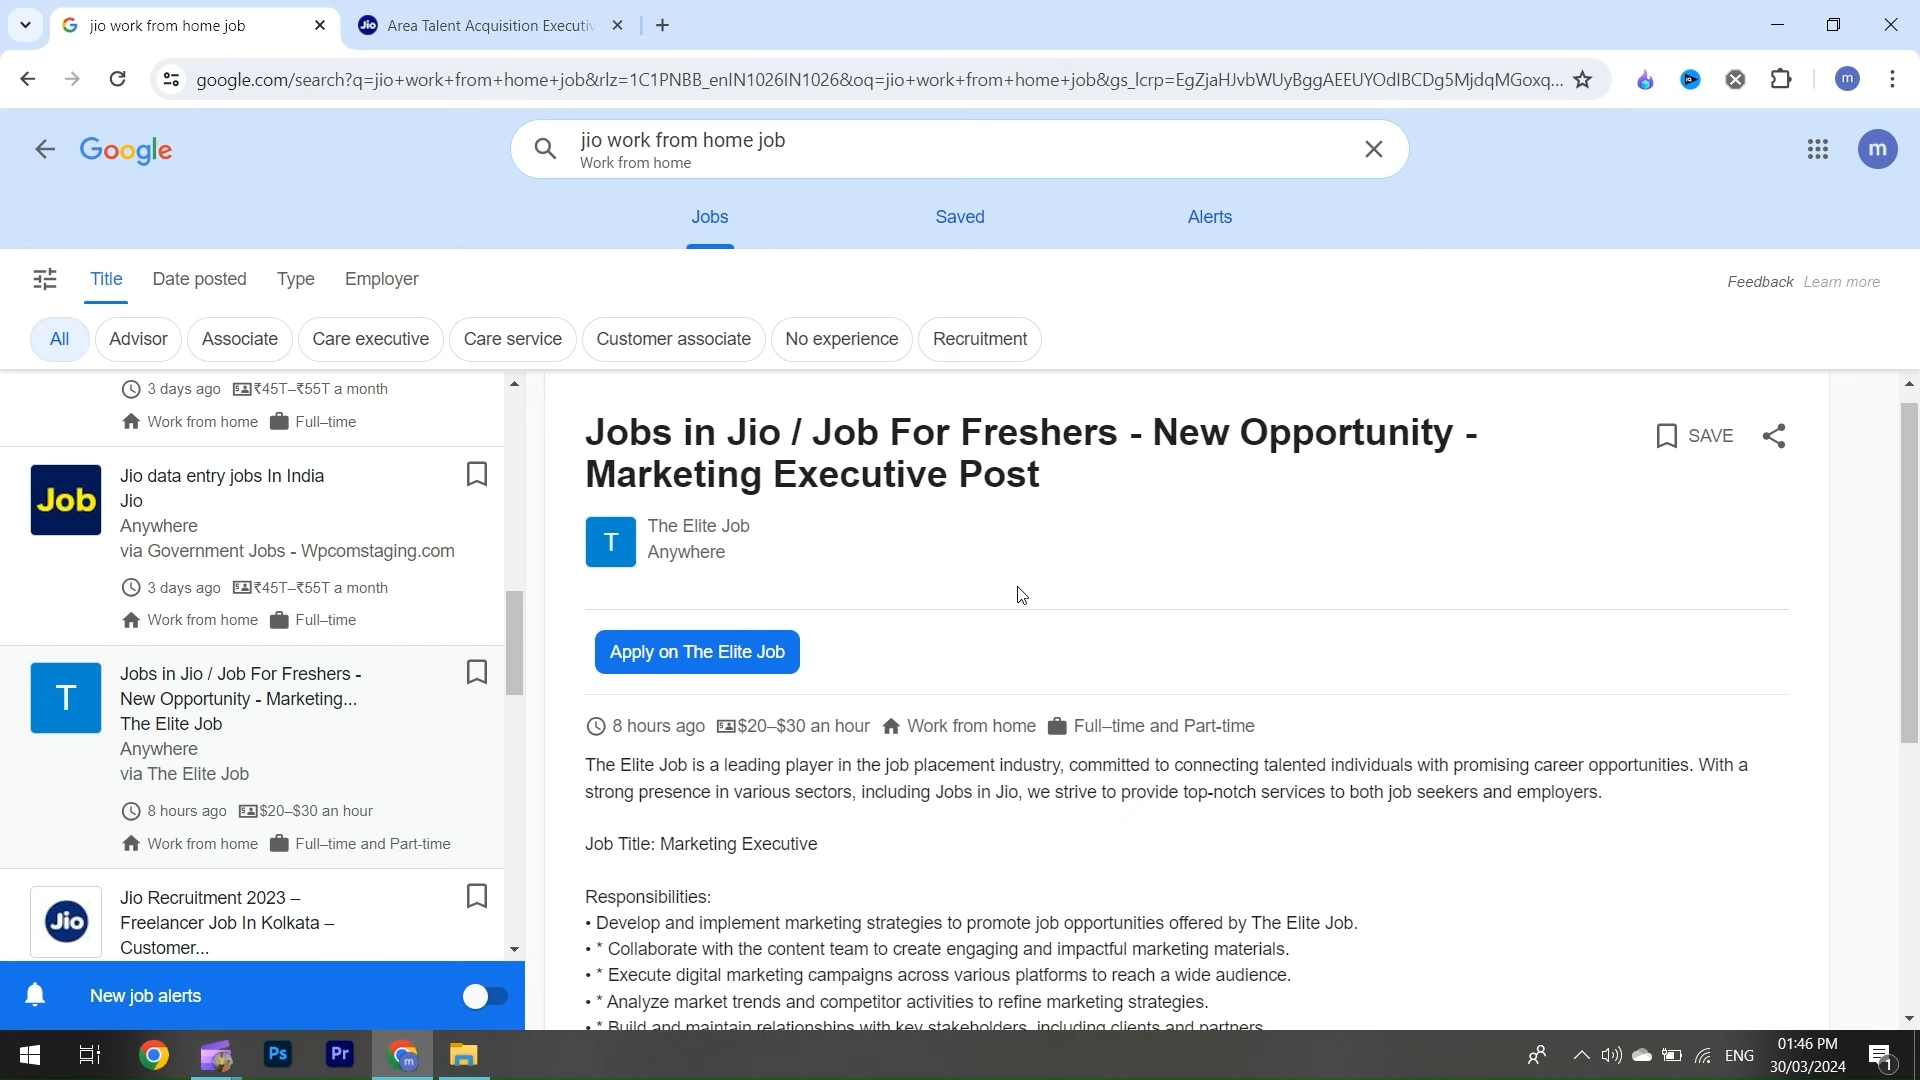 jio work from home job
Area Talent Acquisition Executiv
google.com/search?q=jio+work+from+home+job&rlz=1C1PNBB_enIN1026IN1026&oq=jio+work+from+home+job&gs_lcrp=EgZjaHJvbWUyBggAEEUYOdIBCDg5MjdqMGoxq...
m
Google
jio work from home job
Work from home
m
Jobs
Saved
Alerts
Title
Date posted
Type
Employer
Feedback
Learn more
All
Advisor
Associate
Care executive
Care service
Customer associate
No experience
Recruitment
3 days ago ₹45T–₹55T a month
Work from home Full–time
Job
Jio data entry jobs In India
Jio
Anywhere
via Government Jobs - Wpcomstaging.com
3 days ago ₹45T–₹55T a month
Work from home Full–time
T
Jobs in Jio / Job For Freshers -
New Opportunity - Marketing...
The Elite Job
Anywhere
via The Elite Job
8 hours ago $20–$30 an hour
Work from home Full–time and Part-time
Jio
Jio Recruitment 2023 –
Freelancer Job In Kolkata –
Customer...
New job alerts
Jobs in Jio / Job For Freshers - New Opportunity -
Marketing Executive Post
SAVE
T
The Elite Job
Anywhere
Apply on The Elite Job
8 hours ago $20–$30 an hour Work from home Full–time and Part-time
The Elite Job is a leading player in the job placement industry, committed to connecting talented individuals with promising career opportunities. With a
strong presence in various sectors, including Jobs in Jio, we strive to provide top-notch services to both job seekers and employers.
Job Title: Marketing Executive
Responsibilities:
• Develop and implement marketing strategies to promote job opportunities offered by The Elite Job.
• * Collaborate with the content team to create engaging and impactful marketing materials.
• * Execute digital marketing campaigns across various platforms to reach a wide audience.
• * Analyze market trends and competitor activities to refine marketing strategies.
• * Build and maintain relationships with key stakeholders, including clients and partners.
Ps
Pr
m
ENG
01:46 PM
30/03/2024
1